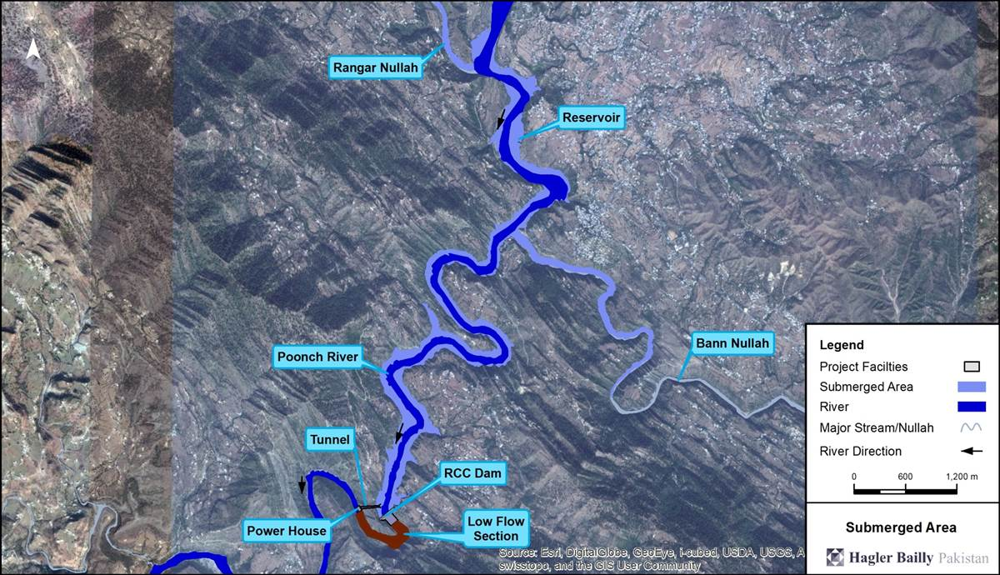 Rangar Nullah
Reservoir
Poonch River
Bann Nullah
Tunnel
RCC Dam
Power House
Low Flow
Section
Legend
Project Facilties
Submerged Area
River
Major Stream/Nullah
River Direction
0 600 1,200 m
Submerged Area
Hagler Bailly Pakistan
Source: Esri, DigitalGlobe, GeoEye, i-cubed, USDA, USGS, A
swisstopo, and the GIS User Community